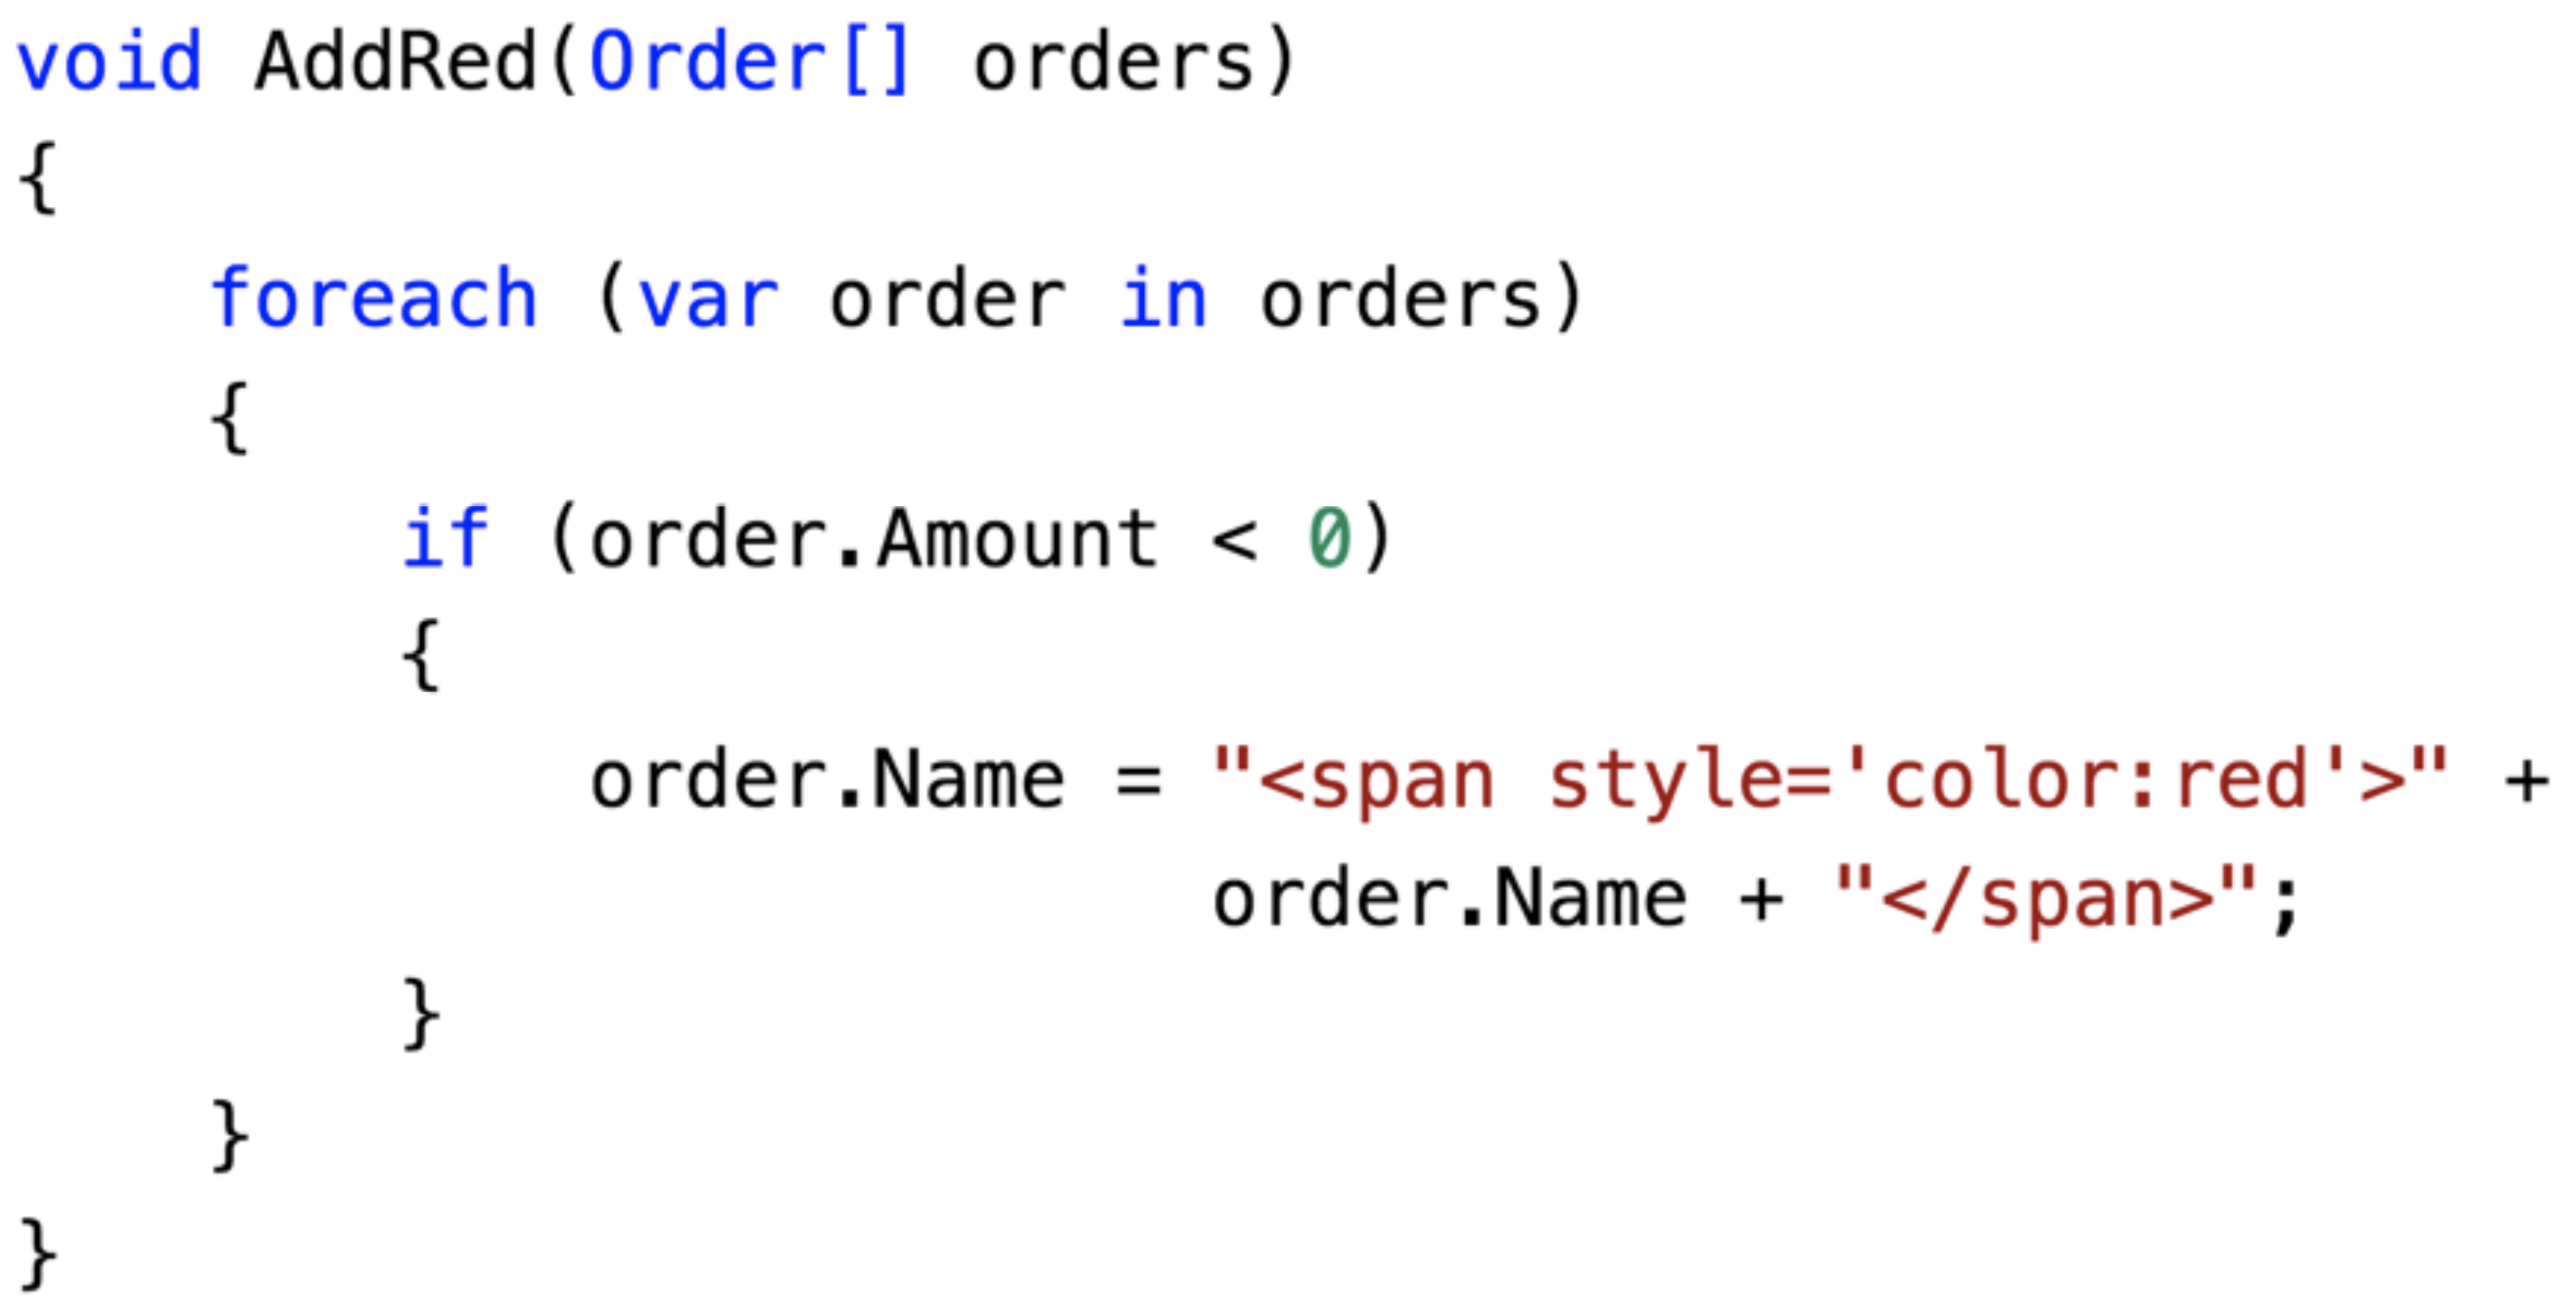 void AddRed(Order[] orders)
{
    foreach (var order in orders)
    {
        if (order.Amount < 0)
        {
            order.Name = "<span style='color:red'>" +
                         order.Name + "</span>";
        }
    }
}